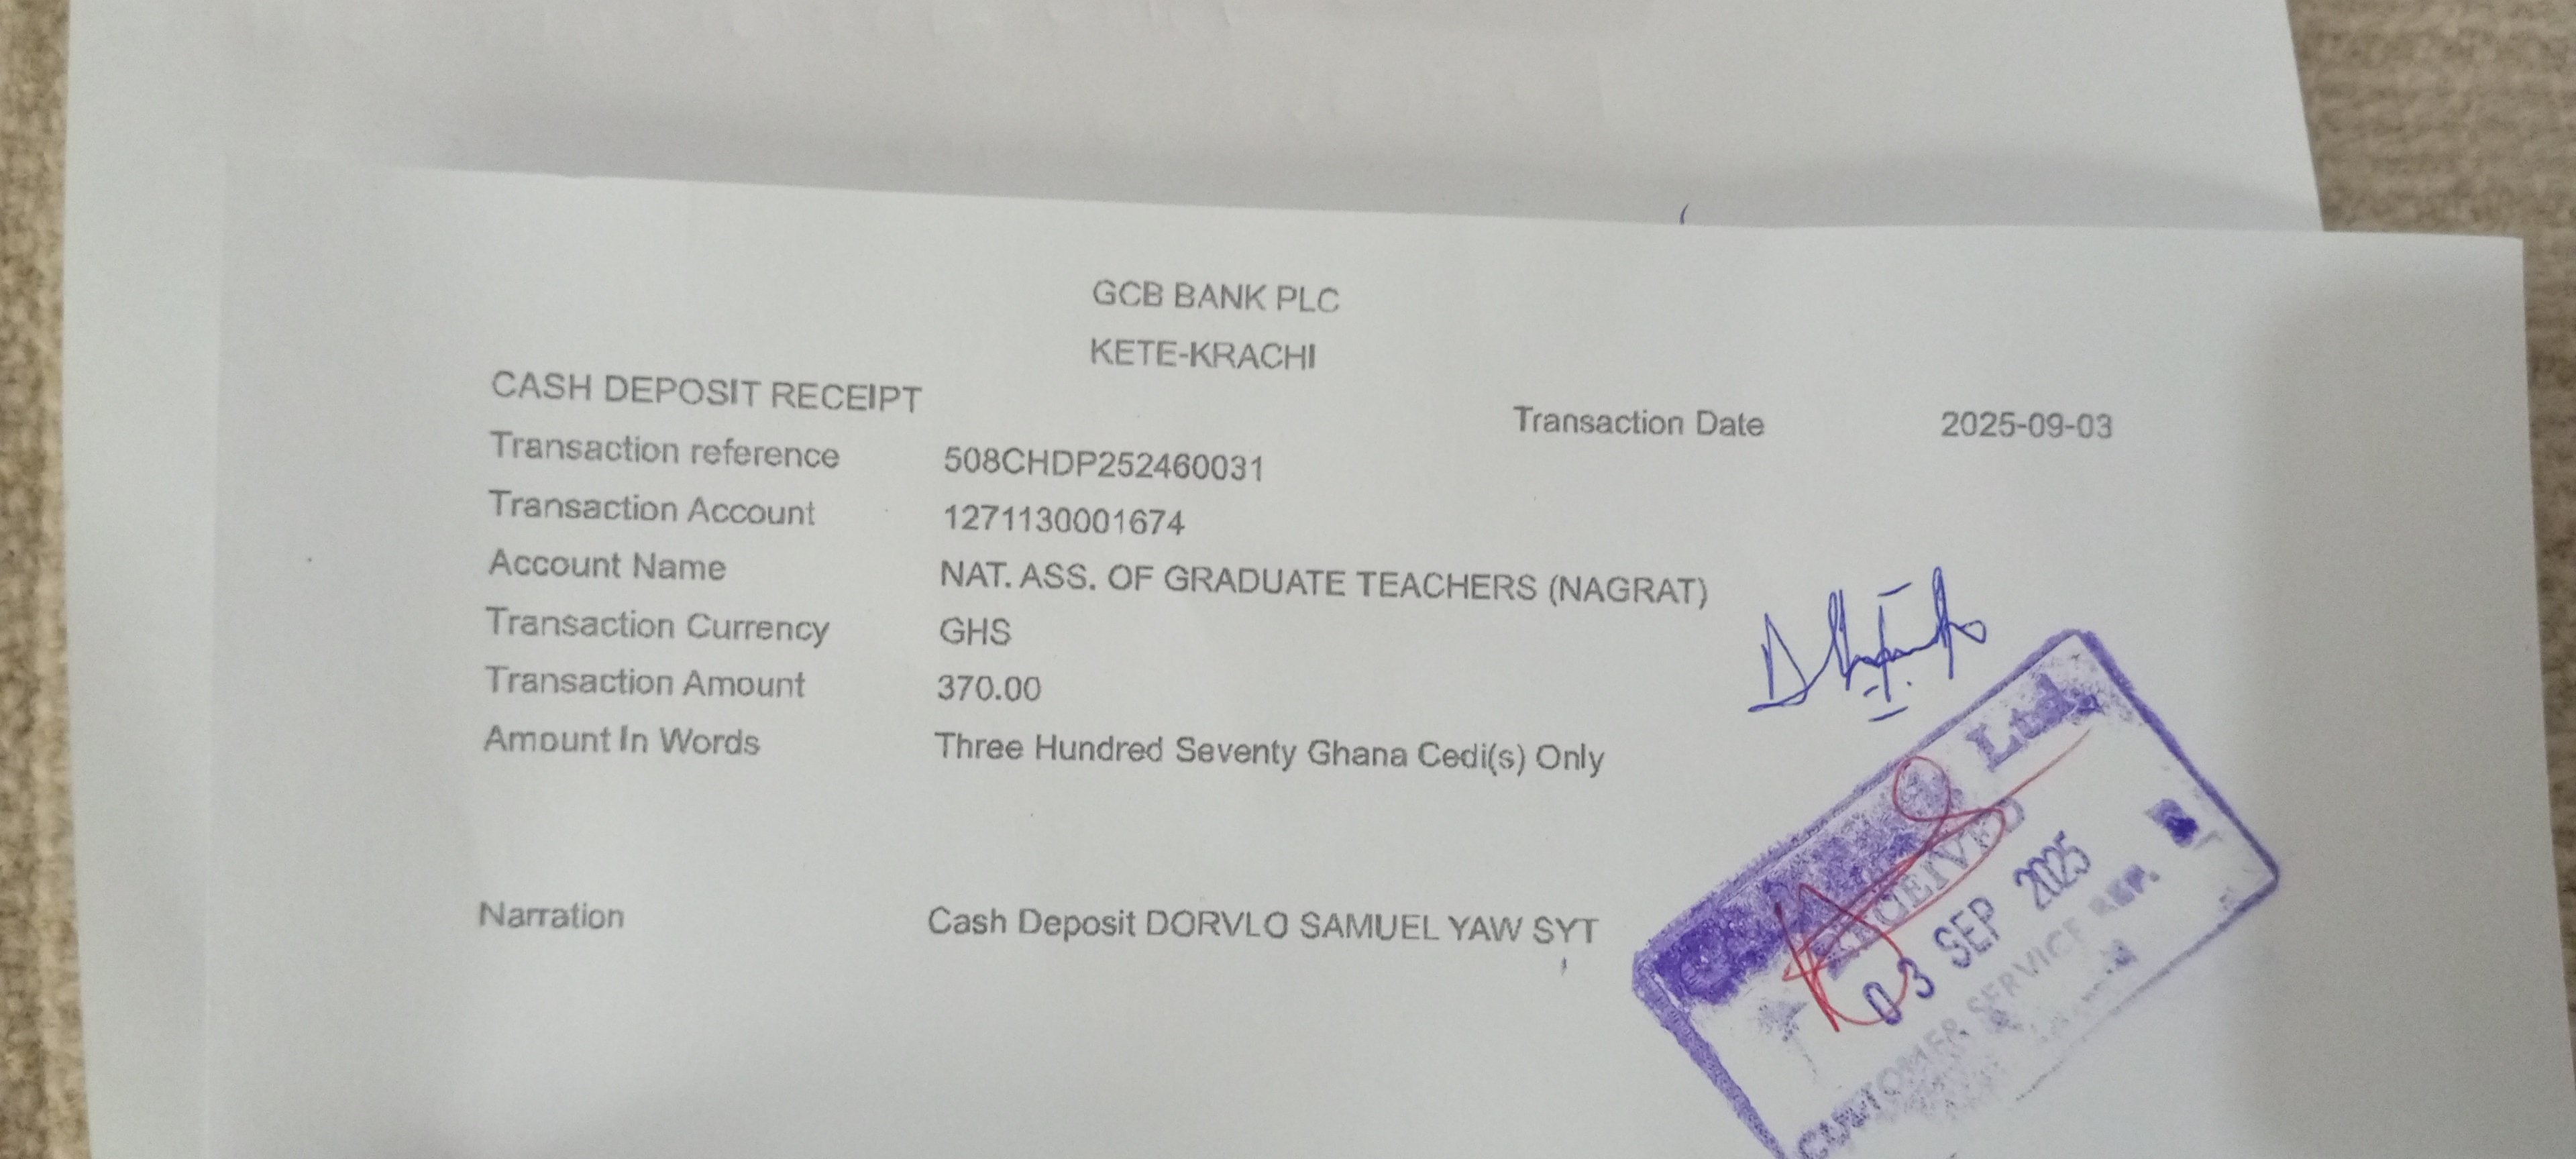 GCB BANK PLC
KETE-KRACHI
CASH DEPOSIT RECEIPT
Transaction Date 2025-09-03
Transaction reference 508CHDP252460031
Transaction Account 1271130001674
Account Name NAT. ASS. OF GRADUATE TEACHERS (NAGRAT)
Transaction Currency GHS
Transaction Amount 370.00
Amount In Words Three Hundred Seventy Ghana Cedi(s) Only
Narration Cash Deposit DORVLO SAMUEL YAW SYT
Ltd.
RECEIVED
03 SEP 2025
CUSTOMER SERVICE REP.